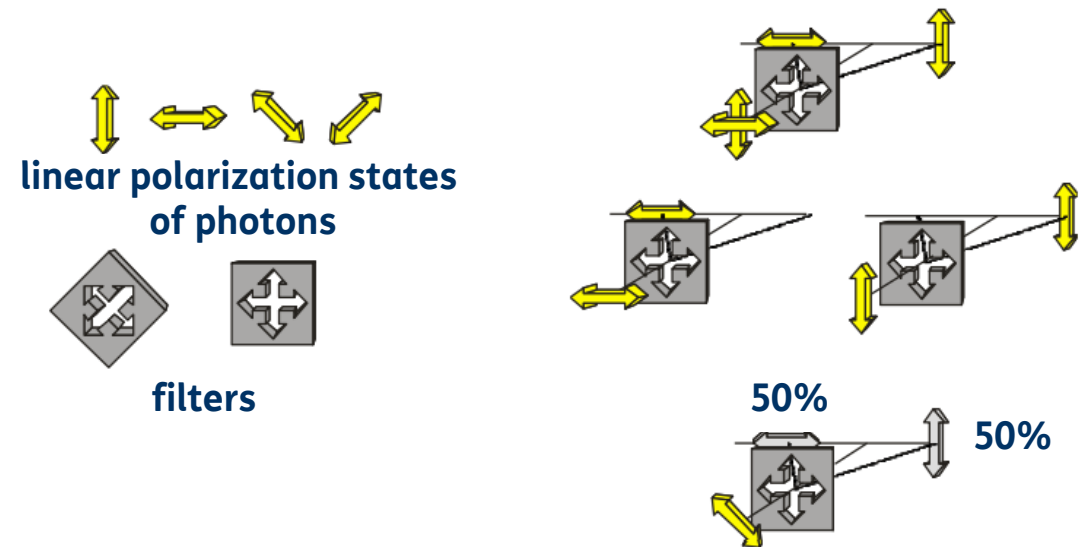 linear polarization states
of photons
filters
50%
50%